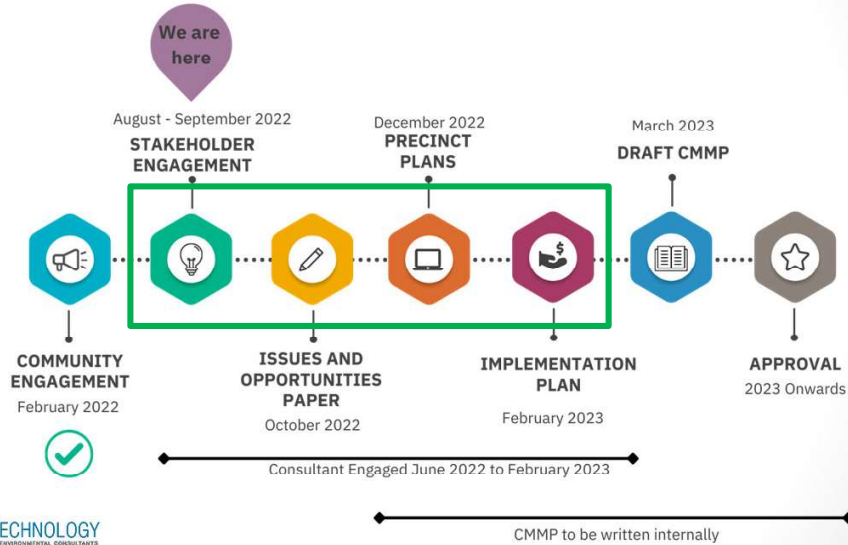 We are
here
August - September 2022
STAKEHOLDER
ENGAGEMENT
December 2022
PRECINCT
PLANS
March 2023
DRAFT CMMP
$
COMMUNITY
ENGAGEMENT
February 2022
ISSUES AND
OPPORTUNITIES
PAPER
October 2022
IMPLEMENTATION
PLAN
February 2023
APPROVAL
2023 Onwards
Consultant Engaged June 2022 to February 2023
CMMP to be written internally
ECHNOLOGY
ENVIRONMENTAL CONSULTANTS